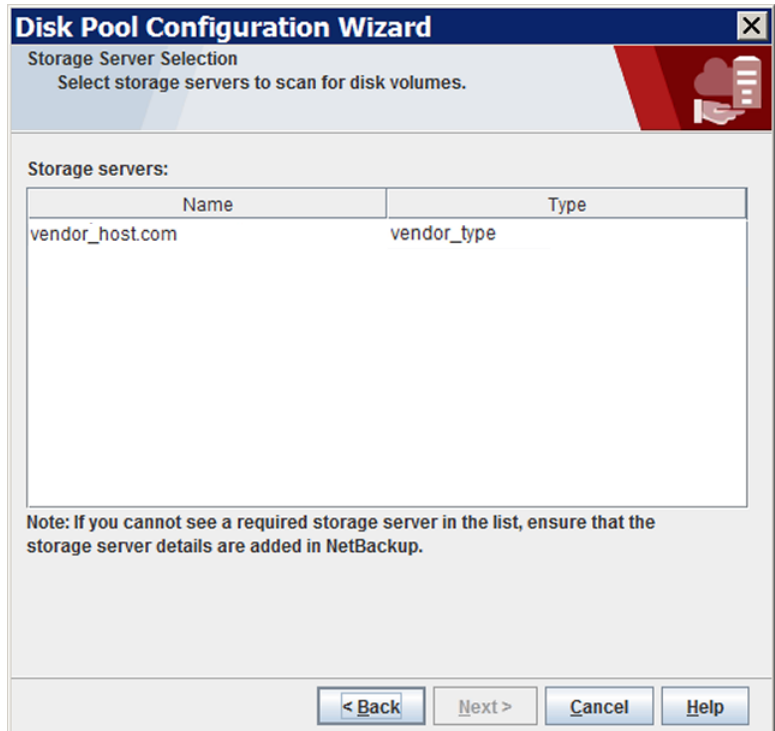 Disk Pool Configuration Wizard
Storage Server Selection
Select storage servers to scan for disk volumes.
Storage servers:
Name Type
vendor_host.com vendor_type
Note: If you cannot see a required storage server in the list, ensure that the
storage server details are added in NetBackup.
< Back Next > Cancel Help